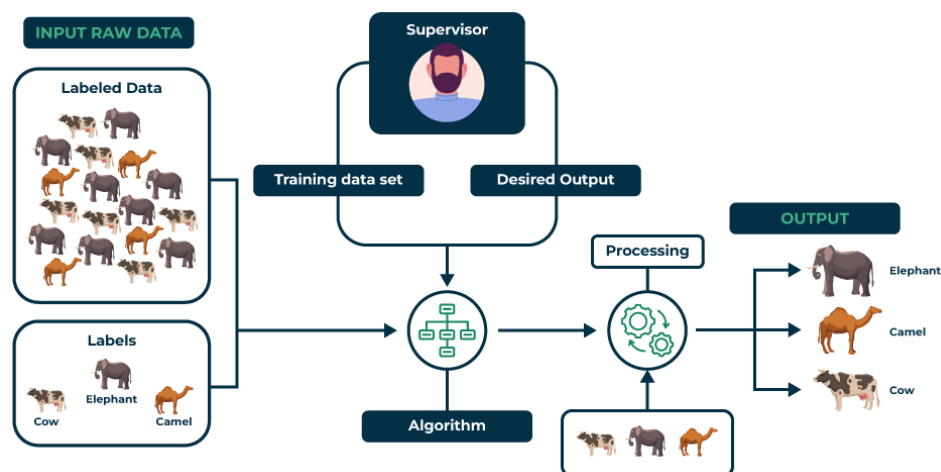 INPUT RAW DATA
Labeled Data
Labels
Elephant
Cow
Camel
Supervisor
Training data set
Desired Output
Algorithm
Processing
OUTPUT
Elephant
Camel
Cow